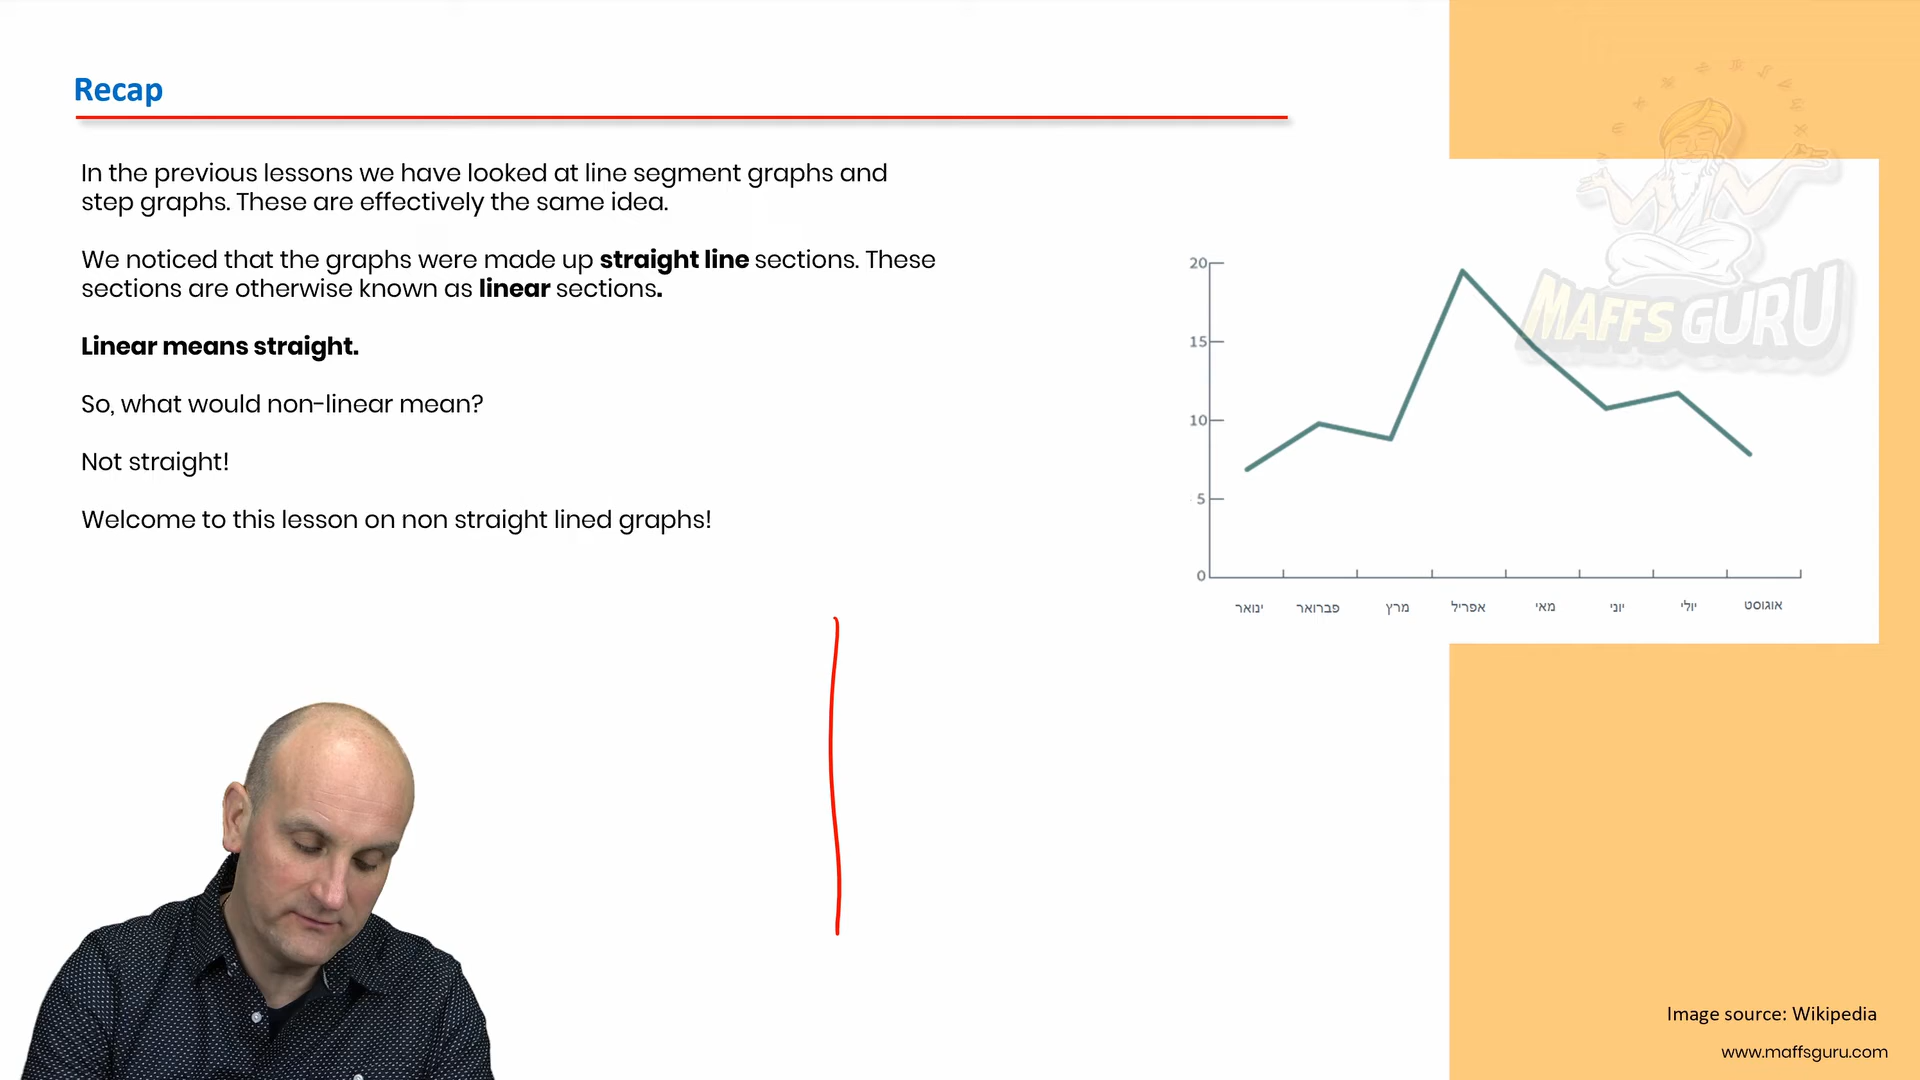 Recap
In the previous lessons we have looked at line segment graphs and
step graphs. These are effectively the same idea.
We noticed that the graphs were made up straight line sections. These
sections are otherwise known as linear sections.
Linear means straight.
So, what would non-linear mean?
Not straight!
Welcome to this lesson on non straight lined graphs!
MAFFS GURU
20
15
10
5
0
ינואר
פברואר
מרץ
אפריל
מאי
יוני
יולי
אוגוסט
Image source: Wikipedia
www.maffsguru.com